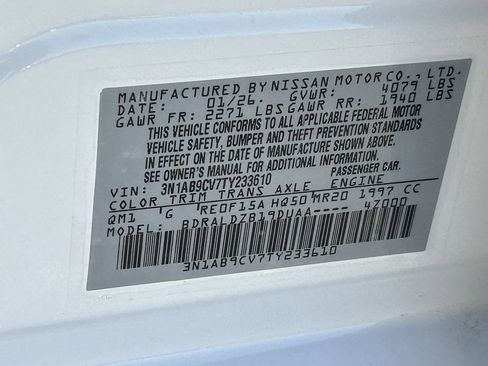 MANUFACTURED BY NISSAN MOTOR CO., LTD.
DATE: 01/26. GVWR: 4079 LBS
GAWR FR: 2271 LBS GAWR RR: 1940 LBS
THIS VEHICLE CONFORMS TO ALL APPLICABLE FEDERAL MOTOR
VEHICLE SAFETY, BUMPER AND THEFT PREVENTION STANDARDS
IN EFFECT ON THE DATE OF MANUFACTURE SHOWN ABOVE.
SEE OWNER'S MANUAL FOR ADDITIONAL INFORMATION
VIN: 3N1AB9CV7TY233610 PASSENGER CAR.
COLOR TRIM TRANS AXLE ENGINE
QM1 G RE0F15A HQ50 MR20 1997 CC
BDRALDZB19DUAA---- 47000
3N1AB9CV7TY233610